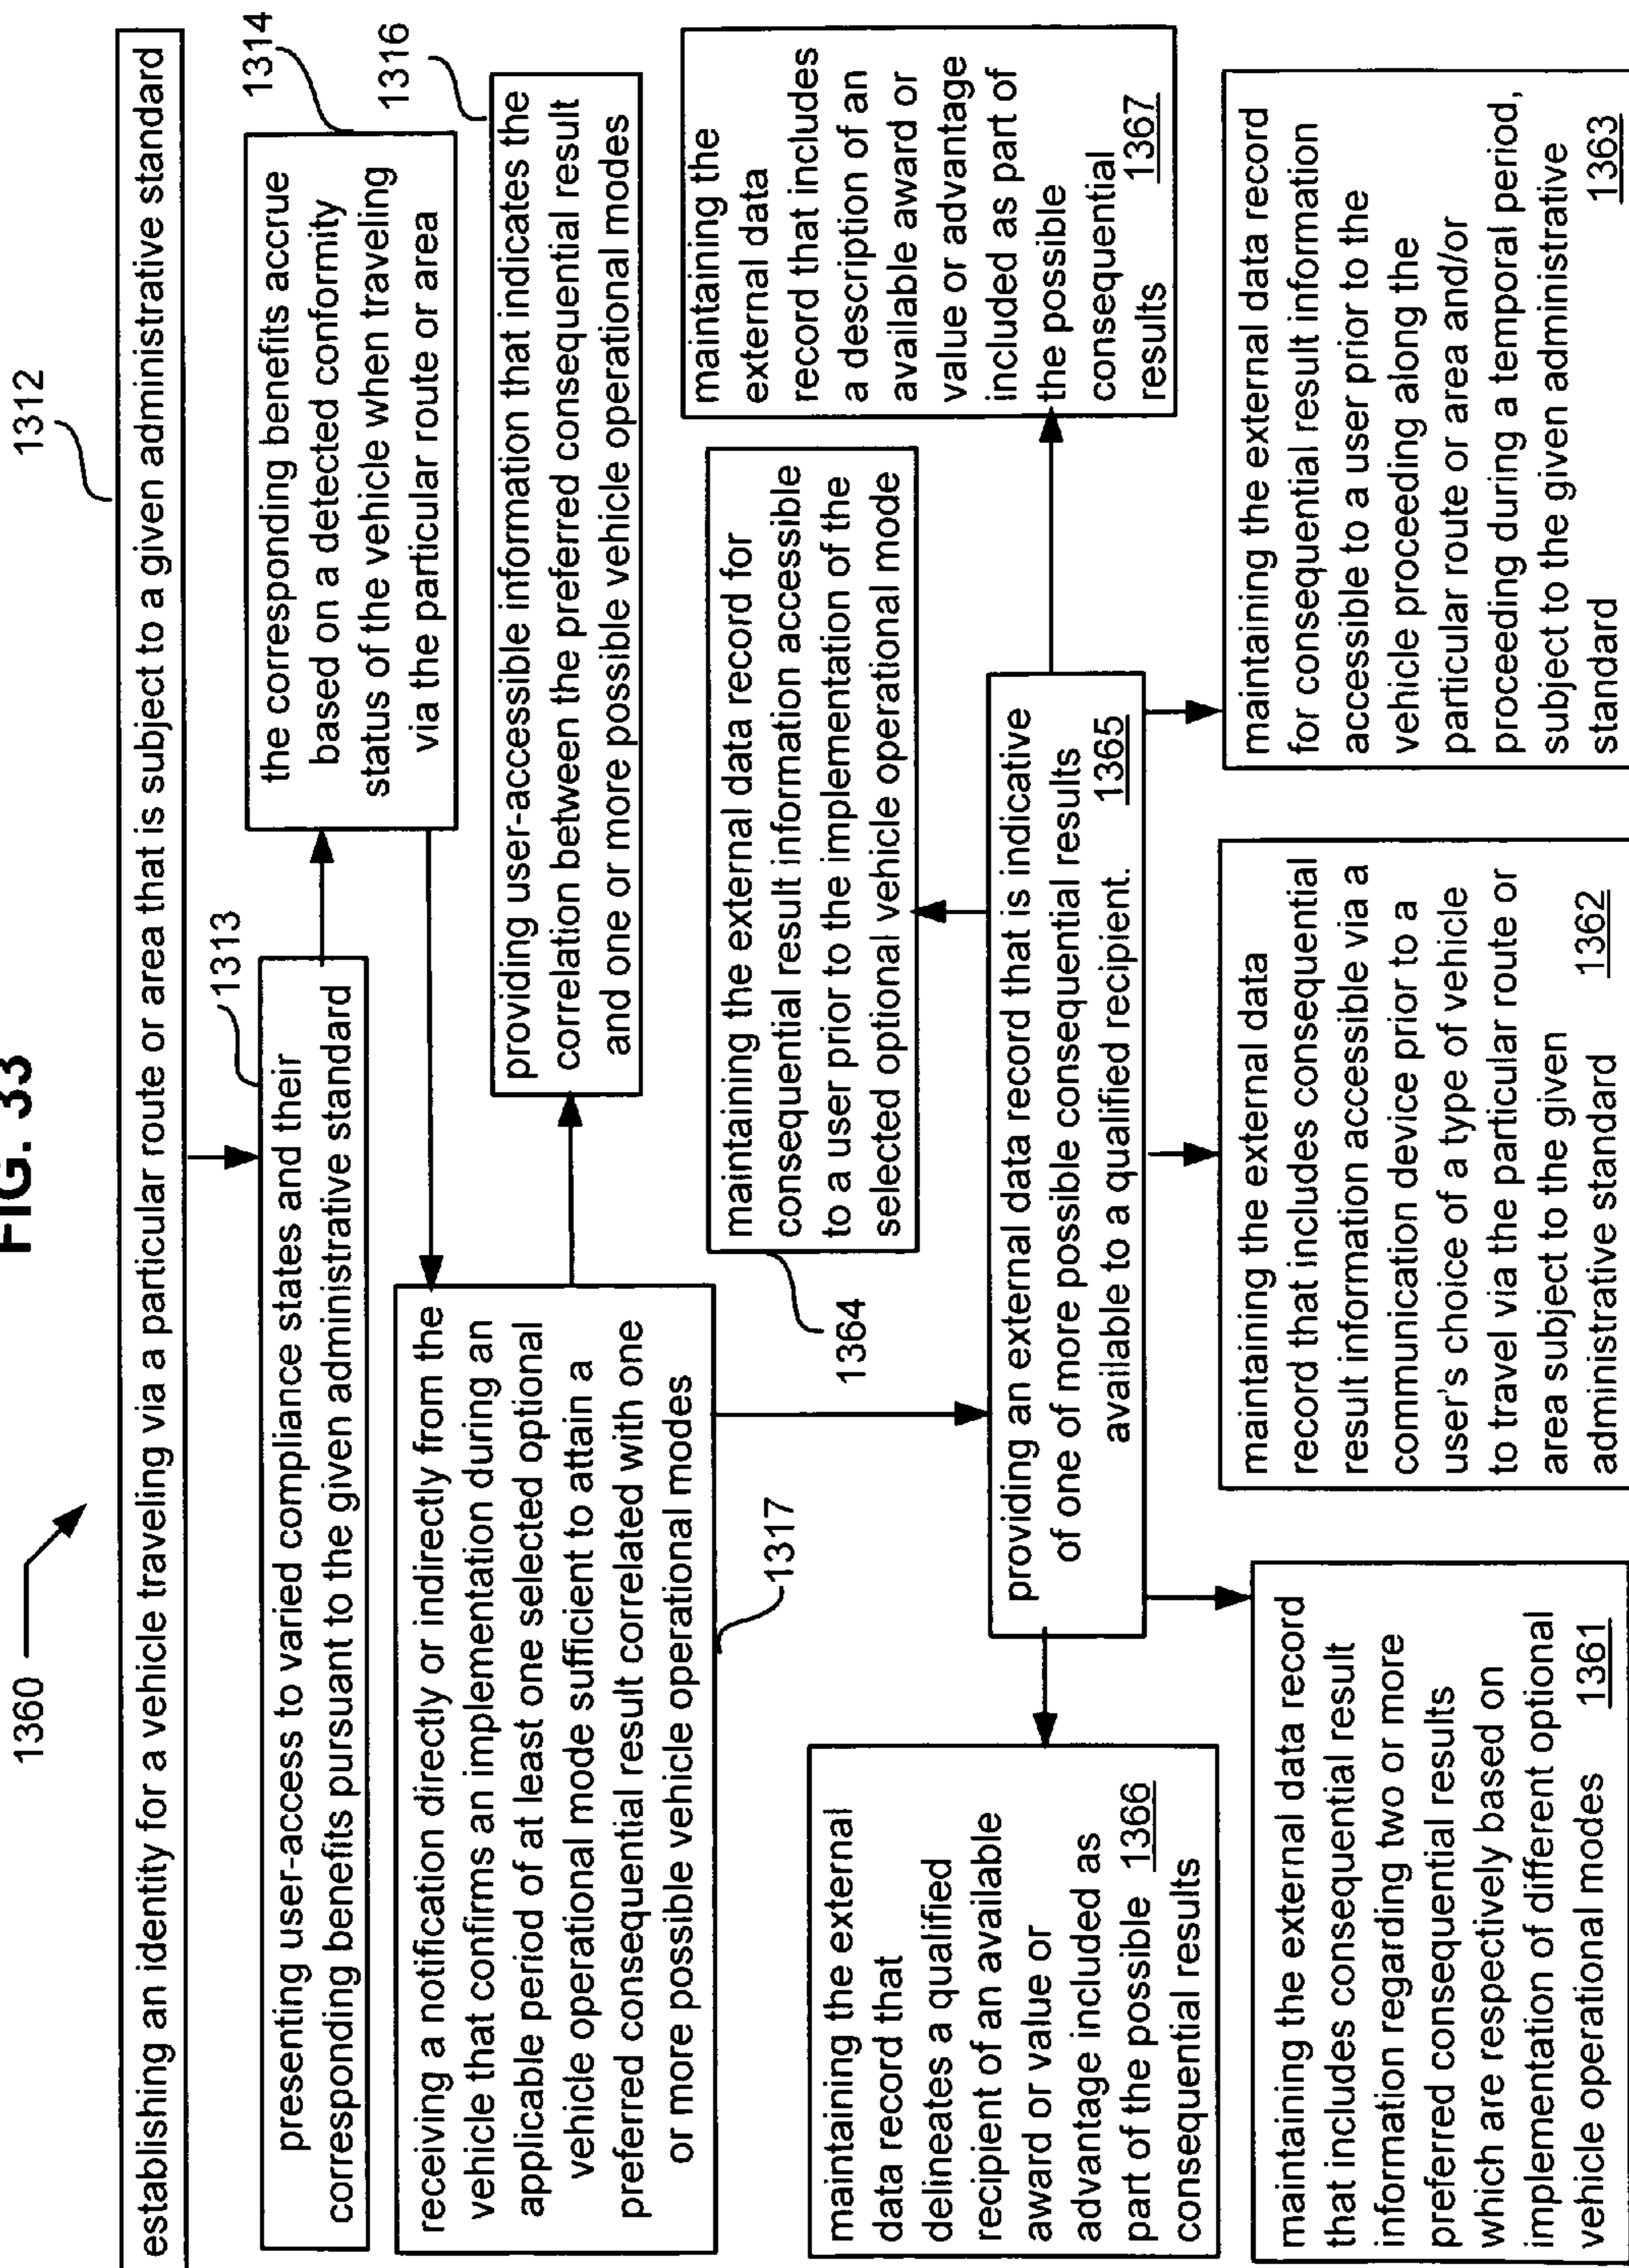 FIG. 33
1360
1312
establishing an identity for a vehicle traveling via a particular route or area that is subject to a given administrative standard
1313
presenting user-access to varied compliance states and their
corresponding benefits pursuant to the given administrative standard
1314
the corresponding benefits accrue
based on a detected conformity
status of the vehicle when traveling
via the particular route or area
receiving a notification directly or indirectly from the
vehicle that confirms an implementation during an
applicable period of at least one selected optional
vehicle operational mode sufficient to attain a
preferred consequential result correlated with one
or more possible vehicle operational modes
1317
1316
providing user-accessible information that indicates the
correlation between the preferred consequential result
and one or more possible vehicle operational modes
maintaining the external data record for
consequential result information accessible
to a user prior to the implementation of the
selected optional vehicle operational mode
1364
maintaining the
external data
record that includes
a description of an
available award or
value or advantage
included as part of
the possible 1367
consequential
results
providing an external data record that is indicative
of one of more possible consequential results
available to a qualified recipient. 1365
maintaining the external
data record that
delineates a qualified
recipient of an available
award or value or
advantage included as
part of the possible 1366
consequential results
maintaining the external data record
that includes consequential result
information regarding two or more
preferred consequential results
which are respectively based on
implementation of different optional
vehicle operational modes 1361
maintaining the external data
record that includes consequential
result information accessible via a
communication device prior to a
user's choice of a type of vehicle
to travel via the particular route or
area subject to the given
administrative standard 1362
maintaining the external data record
for consequential result information
accessible to a user prior to the
vehicle proceeding along the
particular route or area and/or
proceeding during a temporal period,
subject to the given administrative
standard 1363